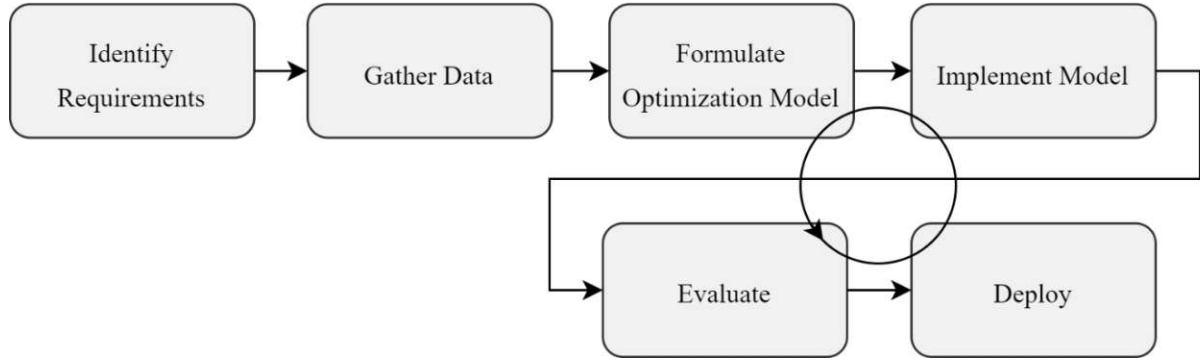 Identify
Requirements
Gather Data
Formulate
Optimization Model
Implement Model
Evaluate
Deploy